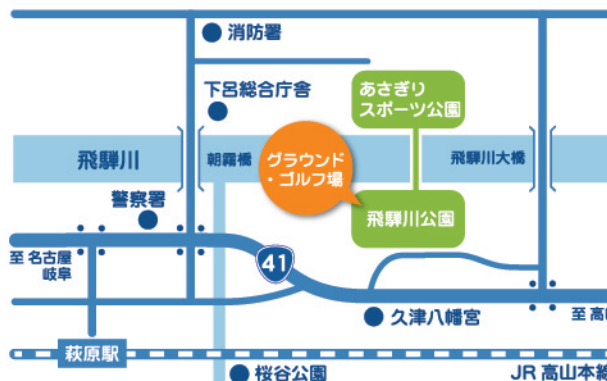 消防署
下呂総合庁舎
あさぎり
スポーツ公園
飛騨川
朝霧橋
グラウンド
・ゴルフ場
飛騨川大橋
警察署
飛騨川公園
至 名古屋
岐阜
41
久津八幡宮
至 高山
萩原駅
桜谷公園
JR 高山本線